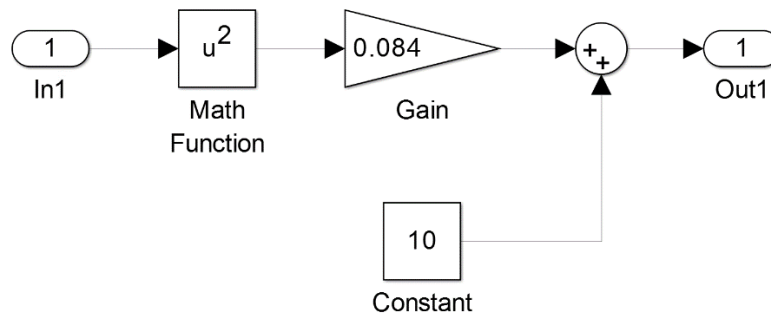 1
In1
u²
Math
Function
0.084
Gain
++
1
Out1
10
Constant